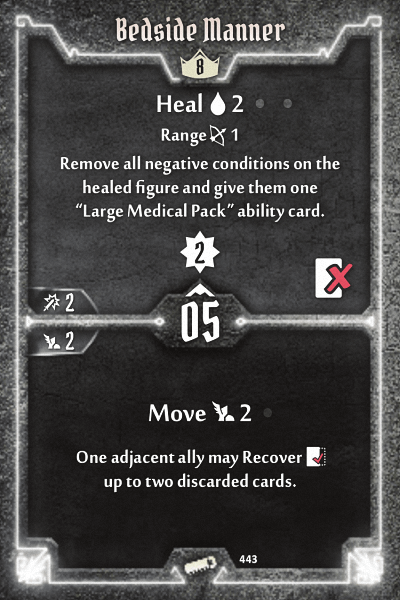 Bedside Manner
8
Heal 2
Range 1
Remove all negative conditions on the
healed figure and give them one
“Large Medical Pack” ability card.
2
2
05
2
Move 2
One adjacent ally may Recover
up to two discarded cards.
443